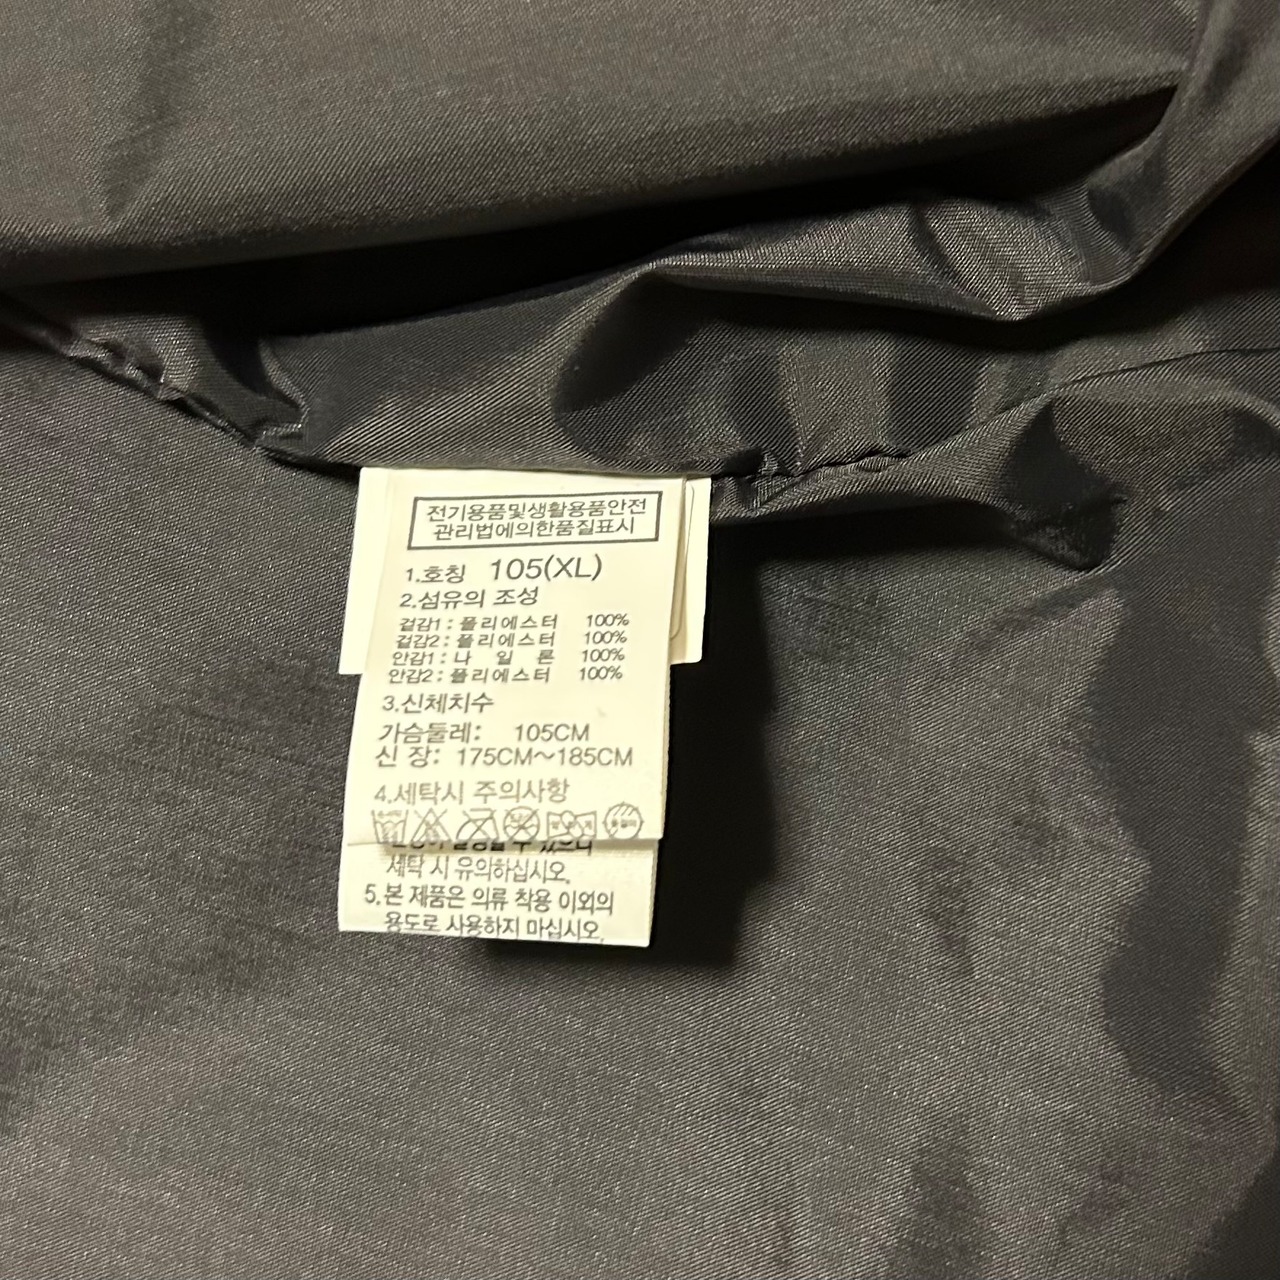 전기용품및생활용품안전
관리법에의한품질표시
1.호칭 105(XL)
2.섬유의 조성
겉감1:폴리에스터 100%
겉감2:폴리에스터 100%
안감1:나 일 론 100%
안감2:폴리에스터 100%
3.신체치수
가슴둘레: 105CM
신 장: 175CM~185CM
4.세탁시 주의사항
수 있으니
세탁 시 유의하십시오.
5.본 제품은 의류 착용 이외의
용도로 사용하지 마십시오.